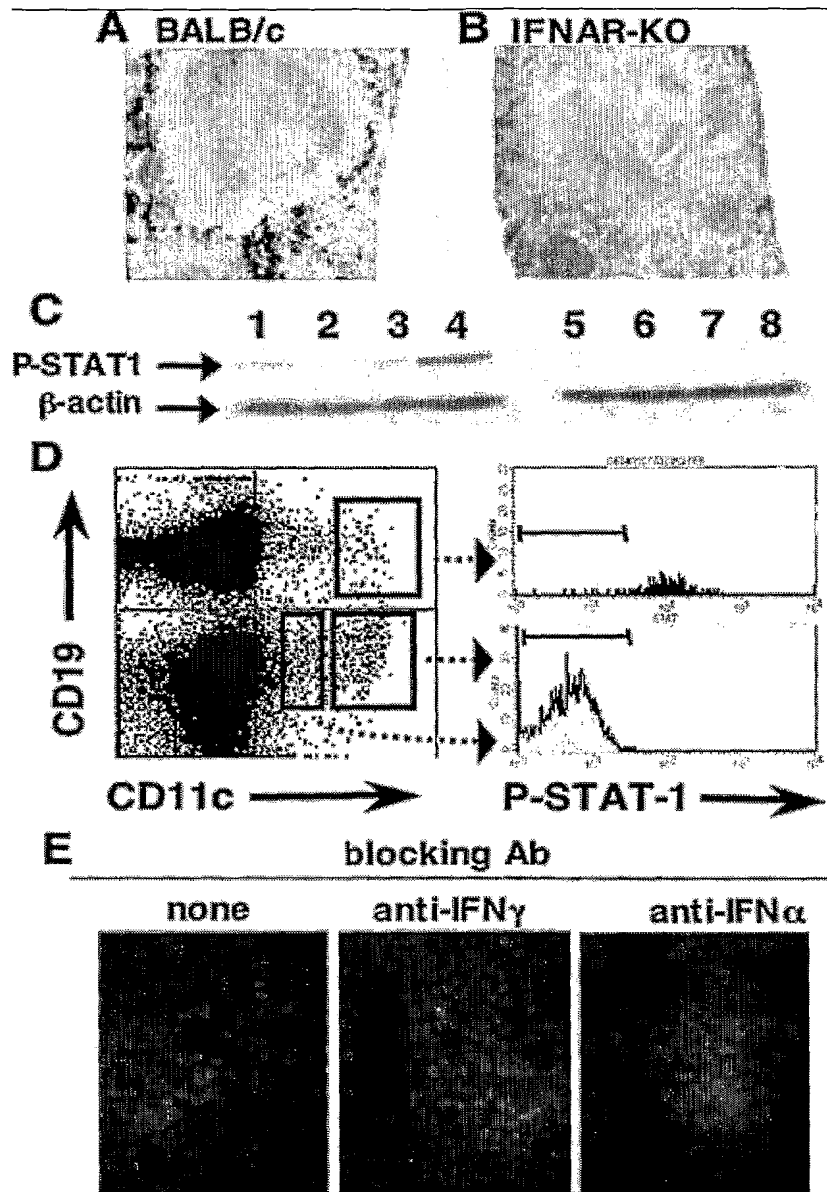 A BALB/c
B IFNAR-KO
C
1 2 3 4 5 6 7 8
P-STAT1
β-actin
D
CD19
CD11c
P-STAT-1
E
blocking Ab
none anti-IFNγ anti-IFNα